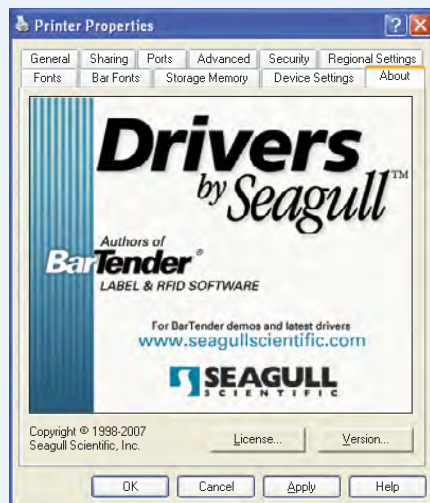 Printer Properties
General Sharing Ports Advanced Security Regional Settings
Fonts Bar Fonts Storage Memory Device Settings About
Drivers
by Seagull™
Authors of
BarTender®
LABEL & RFID SOFTWARE
For BarTender demos and latest drivers
www.seagullscientific.com
SEAGULL
SCIENTIFIC
Copyright © 1998-2007
Seagull Scientific, Inc.
License... Version...
OK Cancel Apply Help